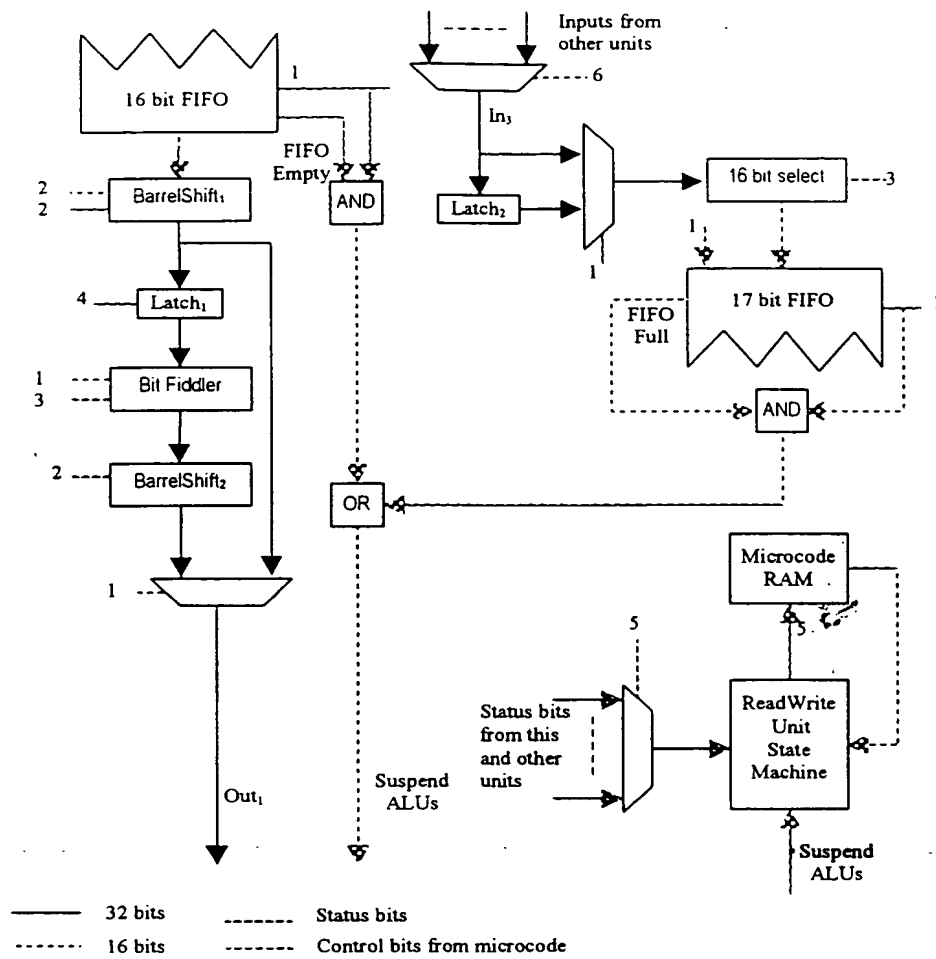 Inputs from
other units
1
6
16 bit FIFO
In₃
FIFO
Empty
2
2
BarrelShift₁
AND
16 bit select
3
Latch₂
1
1
4
Latch₁
FIFO
Full
17 bit FIFO
1
3
Bit Fiddler
AND
2
BarrelShift₂
OR
Microcode
RAM
1
5
5
Status bits
from this
and other
units
ReadWrite
Unit
State
Machine
Out₁
Suspend
ALUs
Suspend
ALUs
32 bits
Status bits
16 bits
Control bits from microcode